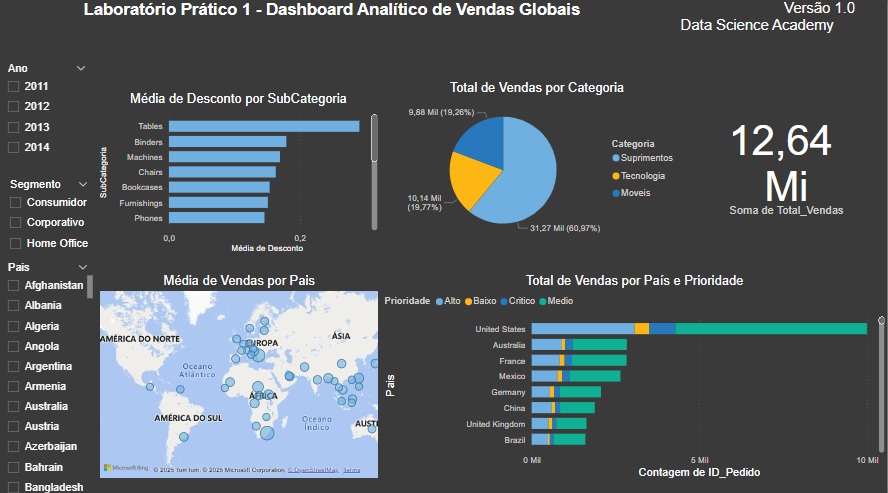 Laboratório Prático 1 - Dashboard Analítico de Vendas Globais
Versão 1.0
Data Science Academy
Ano
2011
2012
2013
2014
Segmento
Consumidor
Corporativo
Home Office
Pais
Afghanistan
Albania
Algeria
Angola
Argentina
Armenia
Australia
Austria
Azerbaijan
Bahrain
Bangladesh
Média de Desconto por SubCategoria
SubCategoria
Tables
Binders
Machines
Chairs
Bookcases
Furnishings
Phones
0,0
0,2
Média de Desconto
Total de Vendas por Categoria
9,88 Mil (19,26%)
10,14 Mil
(19,77%)
31,27 Mil (60,97%)
Categoria
Suprimentos
Tecnologia
Moveis
12,64
Mi
Soma de Total_Vendas
Média de Vendas por Pais
AMÉRICA DO NORTE
EUROPA
ÁSIA
Oceano
Atlântico
ÁFRICA
AMÉRICA DO SUL
Oceano
Índico
AUST
Microsoft Bing
© 2025 TomTom, © 2025 Microsoft Corporation, © OpenStreetMap Terms
Total de Vendas por País e Prioridade
Prioridade
Alto
Baixo
Critico
Medio
Pais
United States
Australia
France
Mexico
Germany
China
United Kingdom
Brazil
0 Mil
5 Mil
10 Mil
Contagem de ID_Pedido